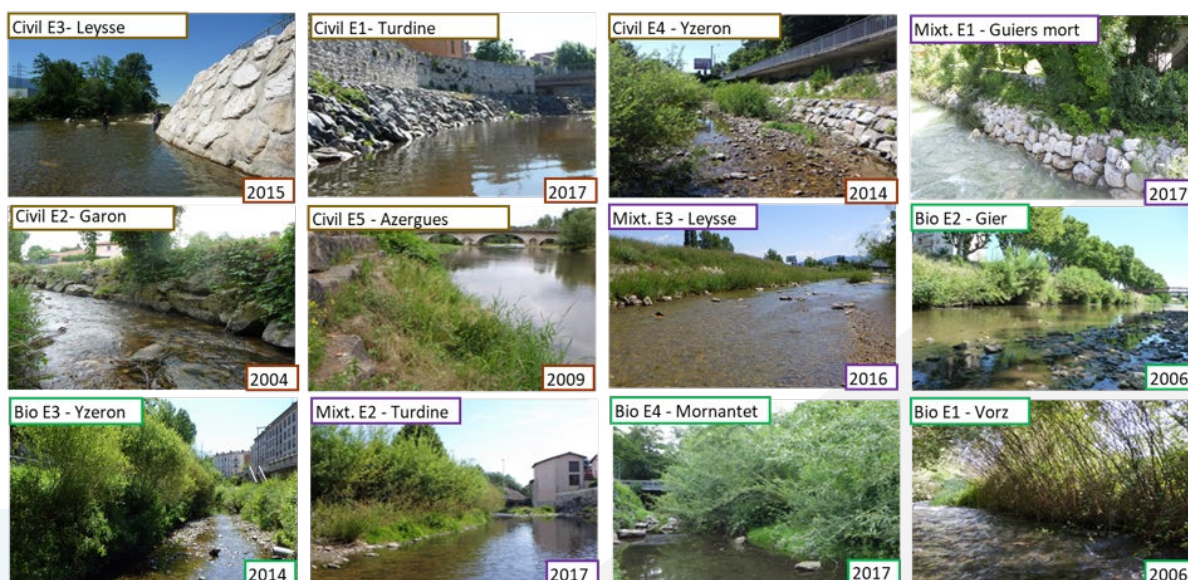 Civil E3- Leysse
2015
Civil E1- Turdine
2017
Civil E4 - Yzeron
2014
Mixt. E1 - Guiers mort
2017
Civil E2- Garon
2004
Civil E5 - Azergues
2009
Mixt. E3 - Leysse
2016
Bio E2 - Gier
2006
Bio E3 - Yzeron
2014
Mixt. E2 - Turdine
2017
Bio E4 - Mornantet
2017
Bio E1 - Vorz
2006